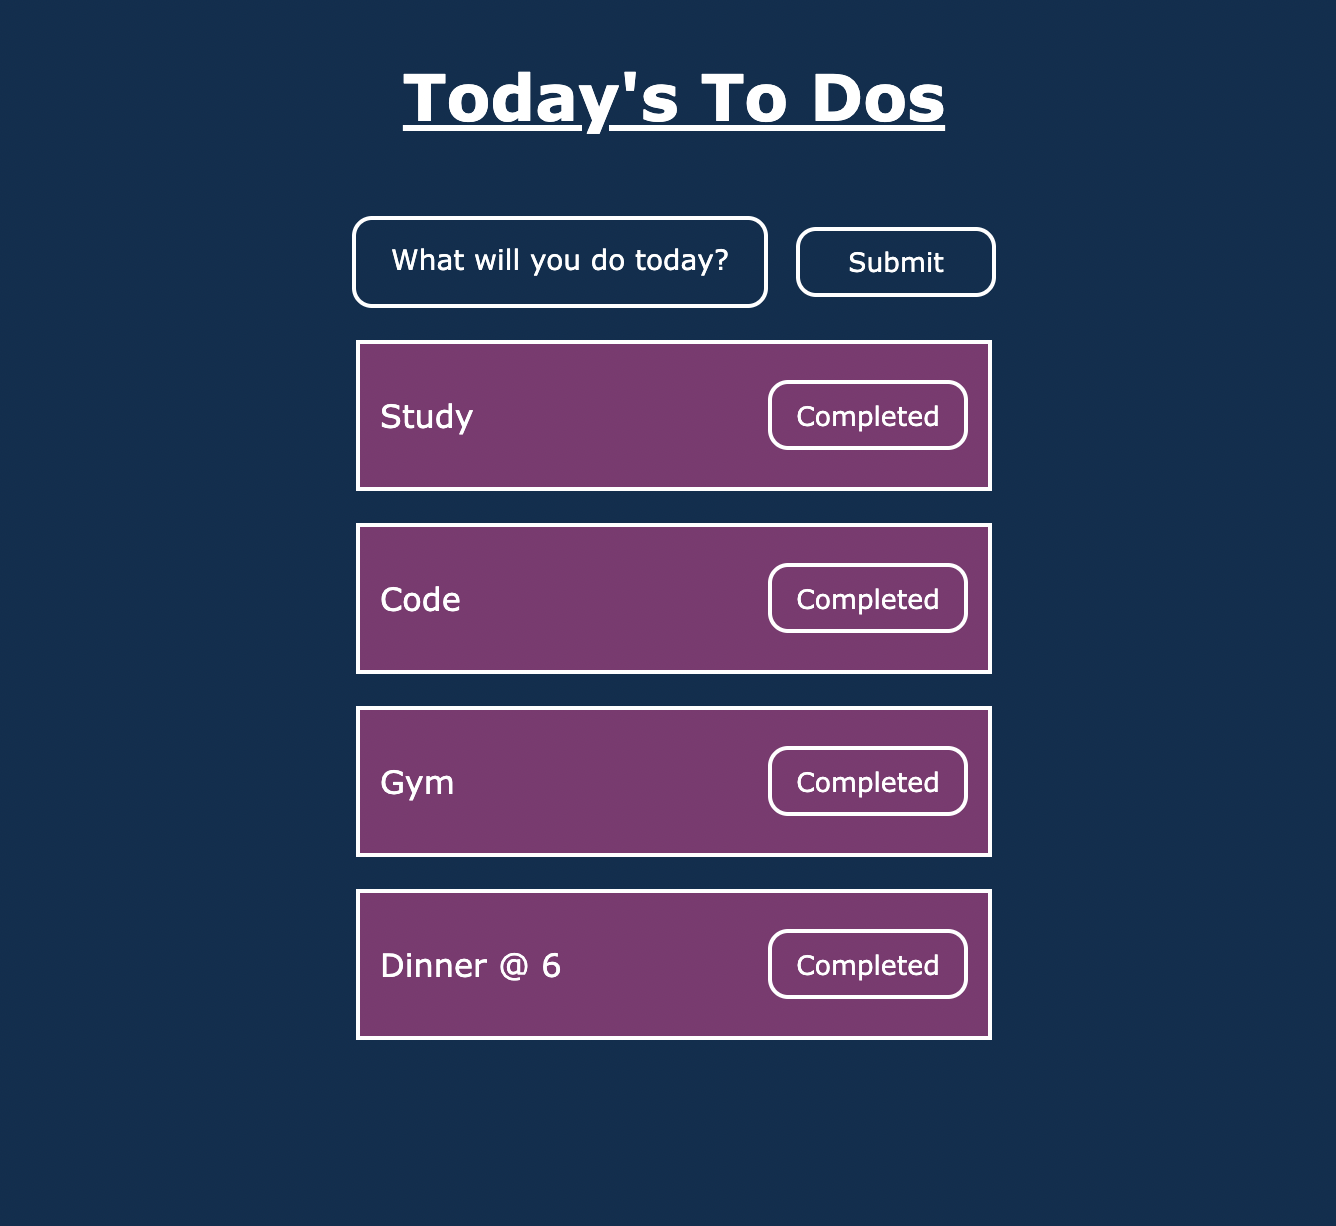 Today's To Dos
What will you do today? Submit
Study Completed
Code Completed
Gym Completed
Dinner @ 6 Completed